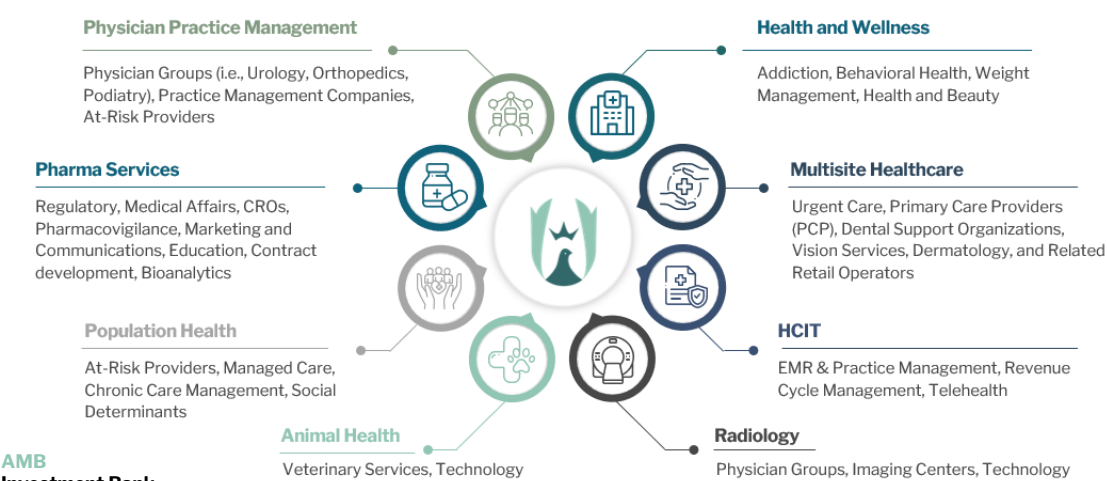 Physician Practice Management
Physician Groups (i.e., Urology, Orthopedics,
Podiatry), Practice Management Companies,
At-Risk Providers
Health and Wellness
Addiction, Behavioral Health, Weight
Management, Health and Beauty
Pharma Services
Regulatory, Medical Affairs, CROs,
Pharmacovigilance, Marketing and
Communications, Education, Contract
development, Bioanalytics
Multisite Healthcare
Urgent Care, Primary Care Providers
(PCP), Dental Support Organizations,
Vision Services, Dermatology, and Related
Retail Operators
Population Health
At-Risk Providers, Managed Care,
Chronic Care Management, Social
Determinants
HCIT
EMR & Practice Management, Revenue
Cycle Management, Telehealth
Animal Health
Veterinary Services, Technology
Radiology
Physician Groups, Imaging Centers, Technology
AMB
Investment Bank